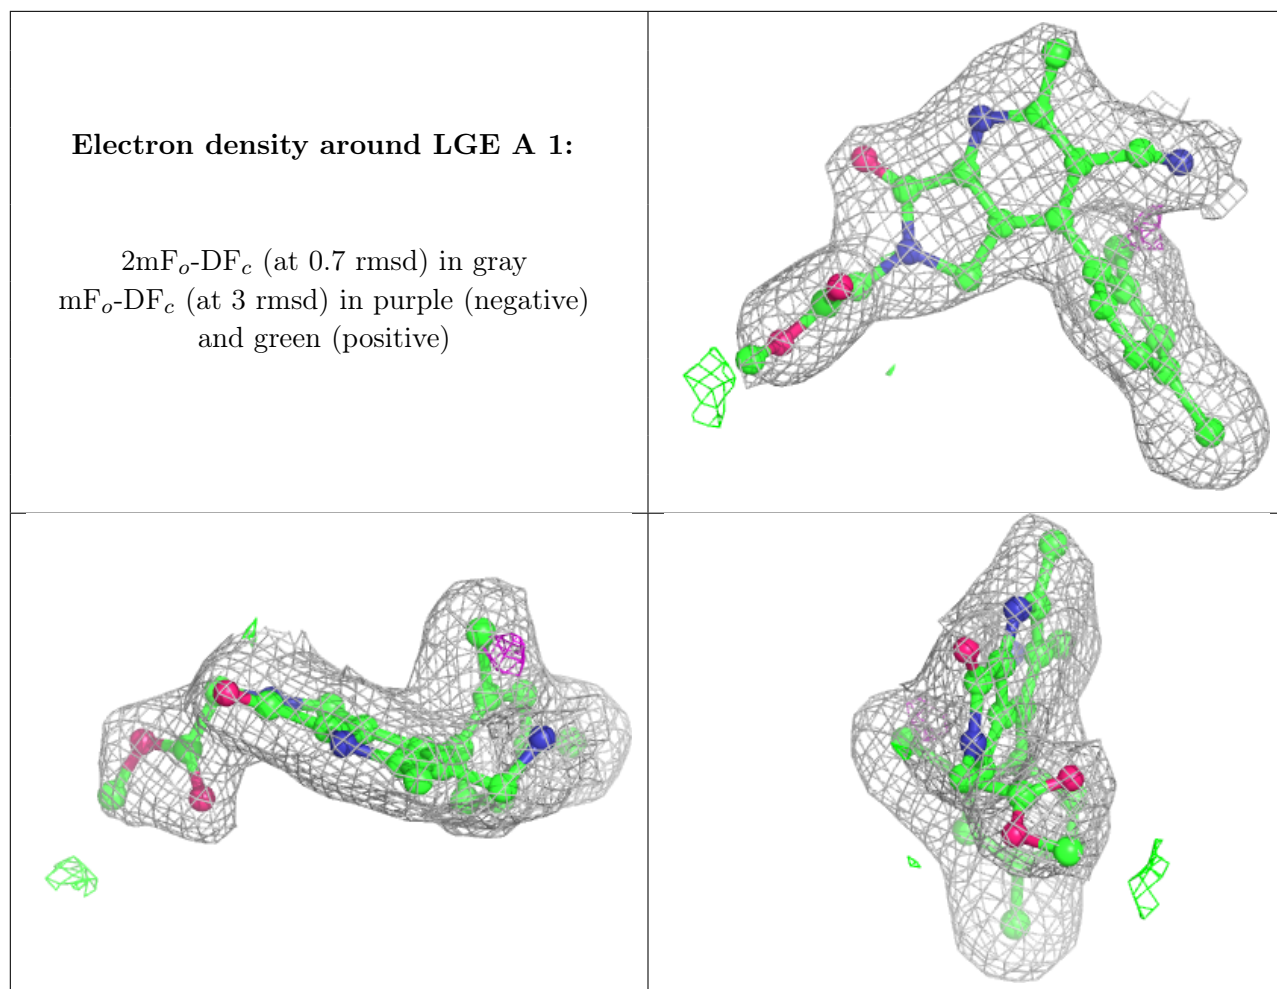 Electron density around LGE A 1:
2mFo-DFc (at 0.7 rmsd) in gray
mFo-DFc (at 3 rmsd) in purple (negative)
and green (positive)